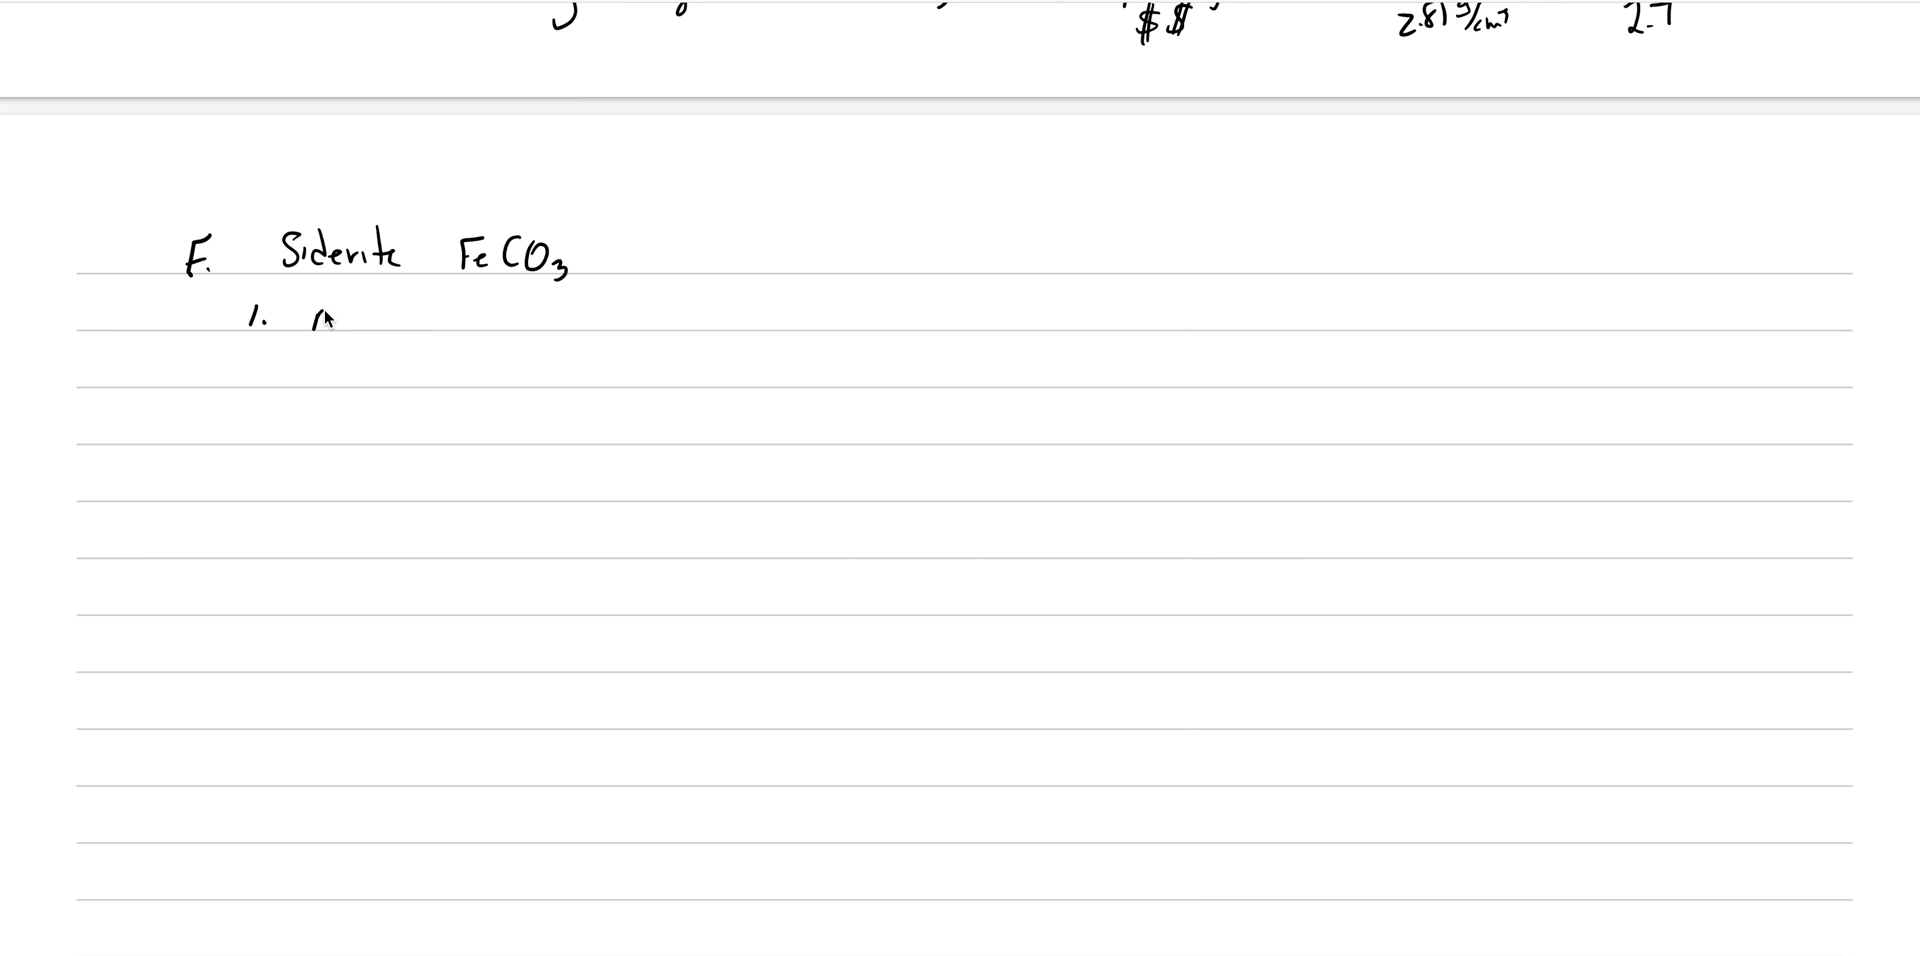 $$ 2.81 g/cm³ 2.7
F. Siderite FeCO₃
1.